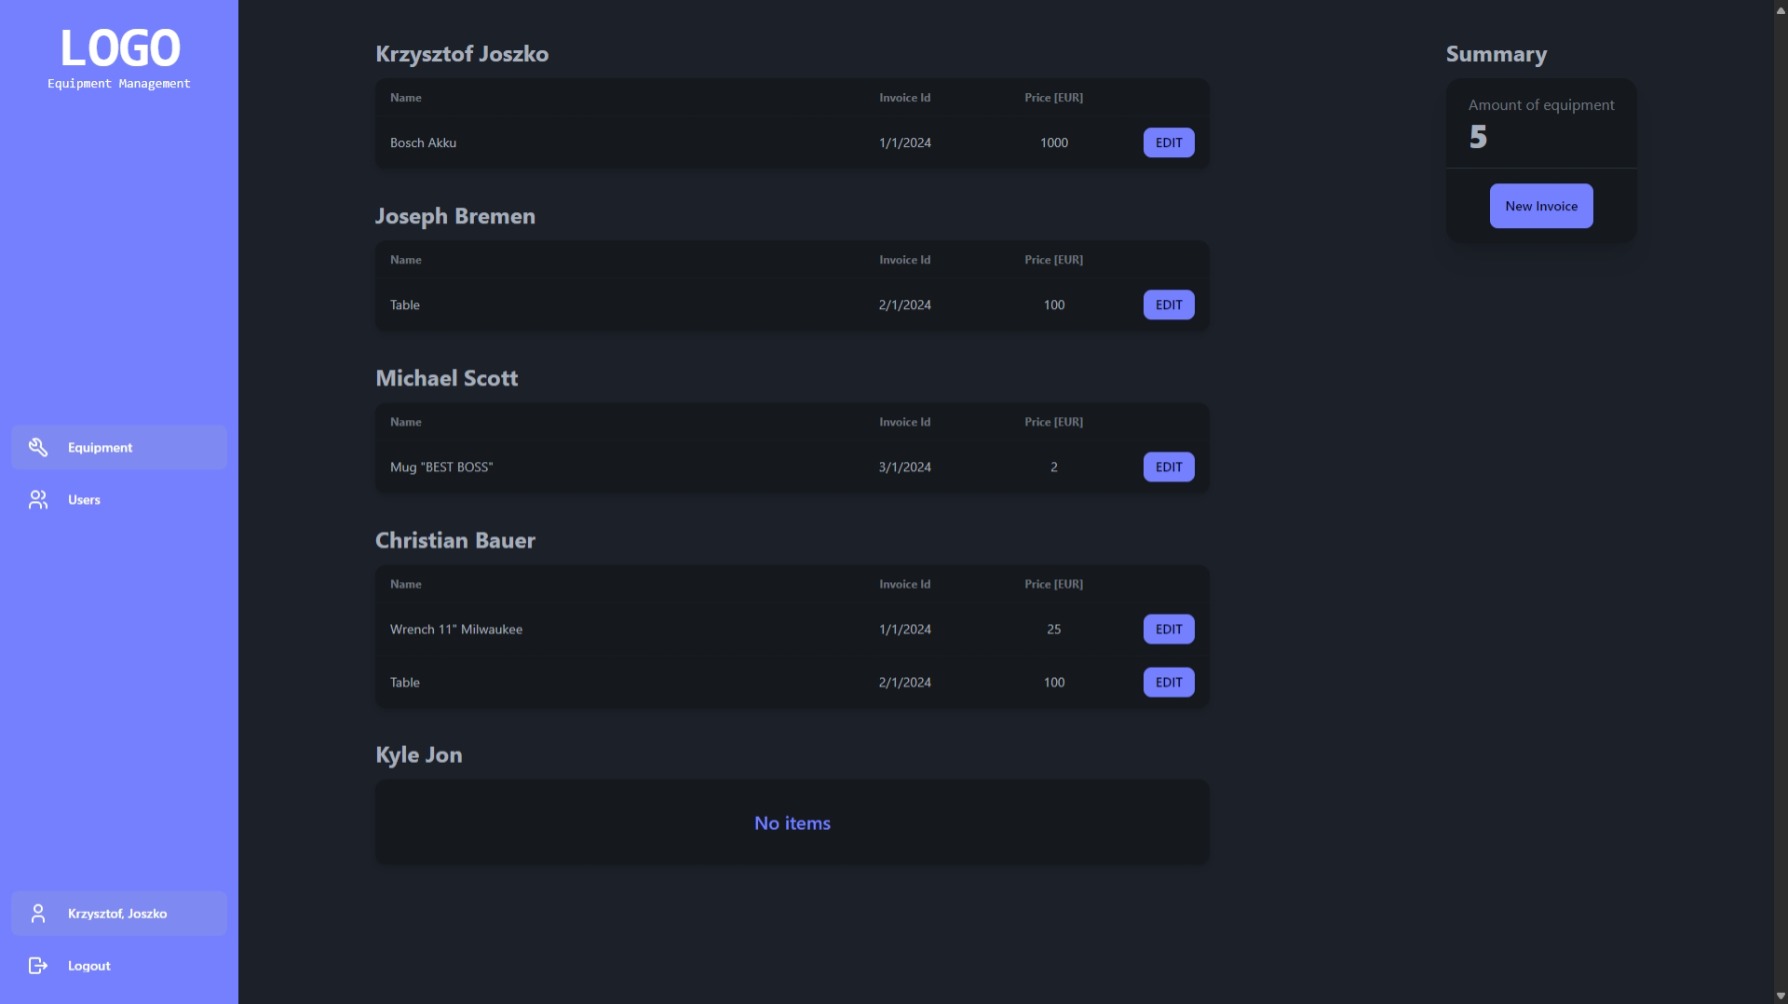 LOGO
Equipment Management
Equipment
Users
Krzysztof, Joszko
Logout
Krzysztof Joszko
Name Invoice Id Price [EUR]
Bosch Akku 1/1/2024 1000 EDIT
Joseph Bremen
Name Invoice Id Price [EUR]
Table 2/1/2024 100 EDIT
Michael Scott
Name Invoice Id Price [EUR]
Mug "BEST BOSS" 3/1/2024 2 EDIT
Christian Bauer
Name Invoice Id Price [EUR]
Wrench 11" Milwaukee 1/1/2024 25 EDIT
Table 2/1/2024 100 EDIT
Kyle Jon
No items
Summary
Amount of equipment
5
New Invoice